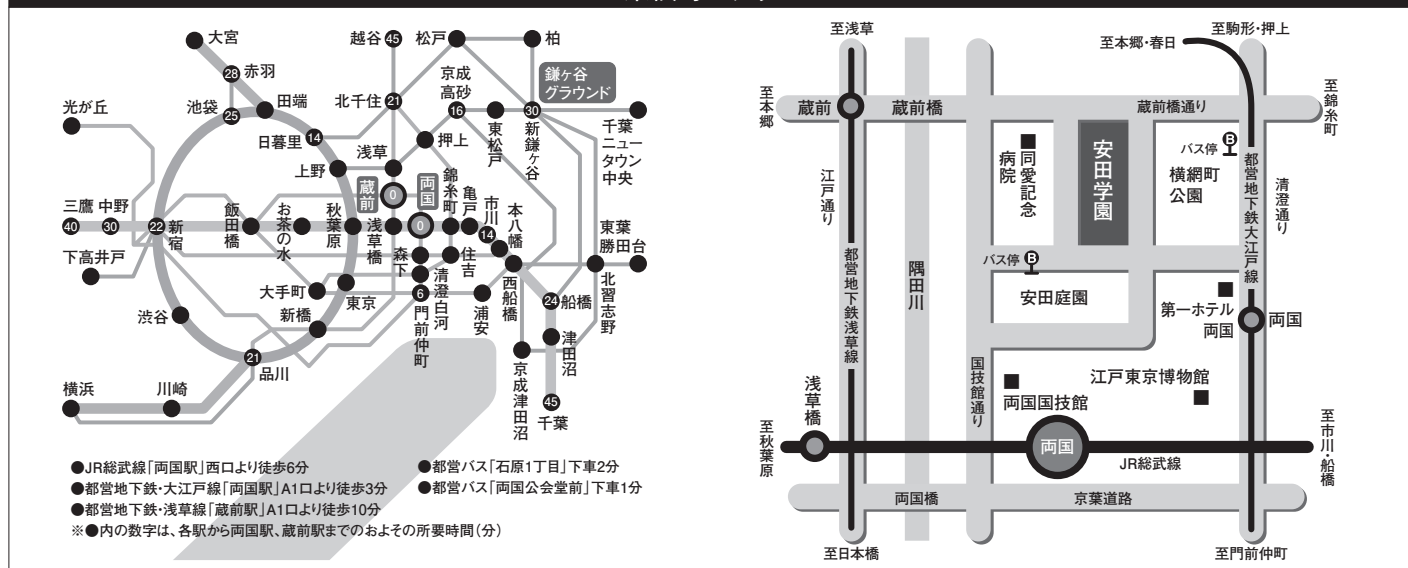 大宮
越谷
45
松戸
柏
28
赤羽
京成
高砂
鎌ヶ谷
グラウンド
光が丘
池袋
25
田端
北千住
21
16
30
日暮里
14
押上
東松戸
新鎌ヶ谷
千葉
ニュー
タウン
中央
上野
浅草
蔵前
0
両国
0
錦糸町
亀戸
市川
14
本八幡
三鷹
40
中野
30
22
新宿
飯田橋
お茶の水
秋葉原
浅草橋
森下
住吉
東葉
勝田台
下高井戸
大手町
東京
清澄白河
6
門前仲町
浦安
西船橋
24
船橋
北習志野
渋谷
新橋
21
品川
津田沼
京成津田沼
45
千葉
横浜
川崎
●JR総武線「両国駅」西口より徒歩6分
●都営地下鉄・大江戸線「両国駅」A1口より徒歩3分
●都営地下鉄・浅草線「蔵前駅」A1口より徒歩10分
※●内の数字は、各駅から両国駅、蔵前駅までのおよその所要時間(分)
●都営バス「石原1丁目」下車2分
●都営バス「両国公会堂前」下車1分
至浅草
至本郷・春日
至駒形・押上
至本郷
蔵前
蔵前橋
蔵前橋通り
至錦糸町
同愛記念
病院
安田学園
バス停
B
横網町
公園
江戸通り
都営地下鉄大江戸線
清澄通り
都営地下鉄浅草線
隅田川
バス停
B
安田庭園
第一ホテル
両国
両国
国技館通り
江戸東京博物館
両国国技館
浅草橋
至秋葉原
両国
JR総武線
至市川・船橋
両国橋
京葉道路
至日本橋
至門前仲町